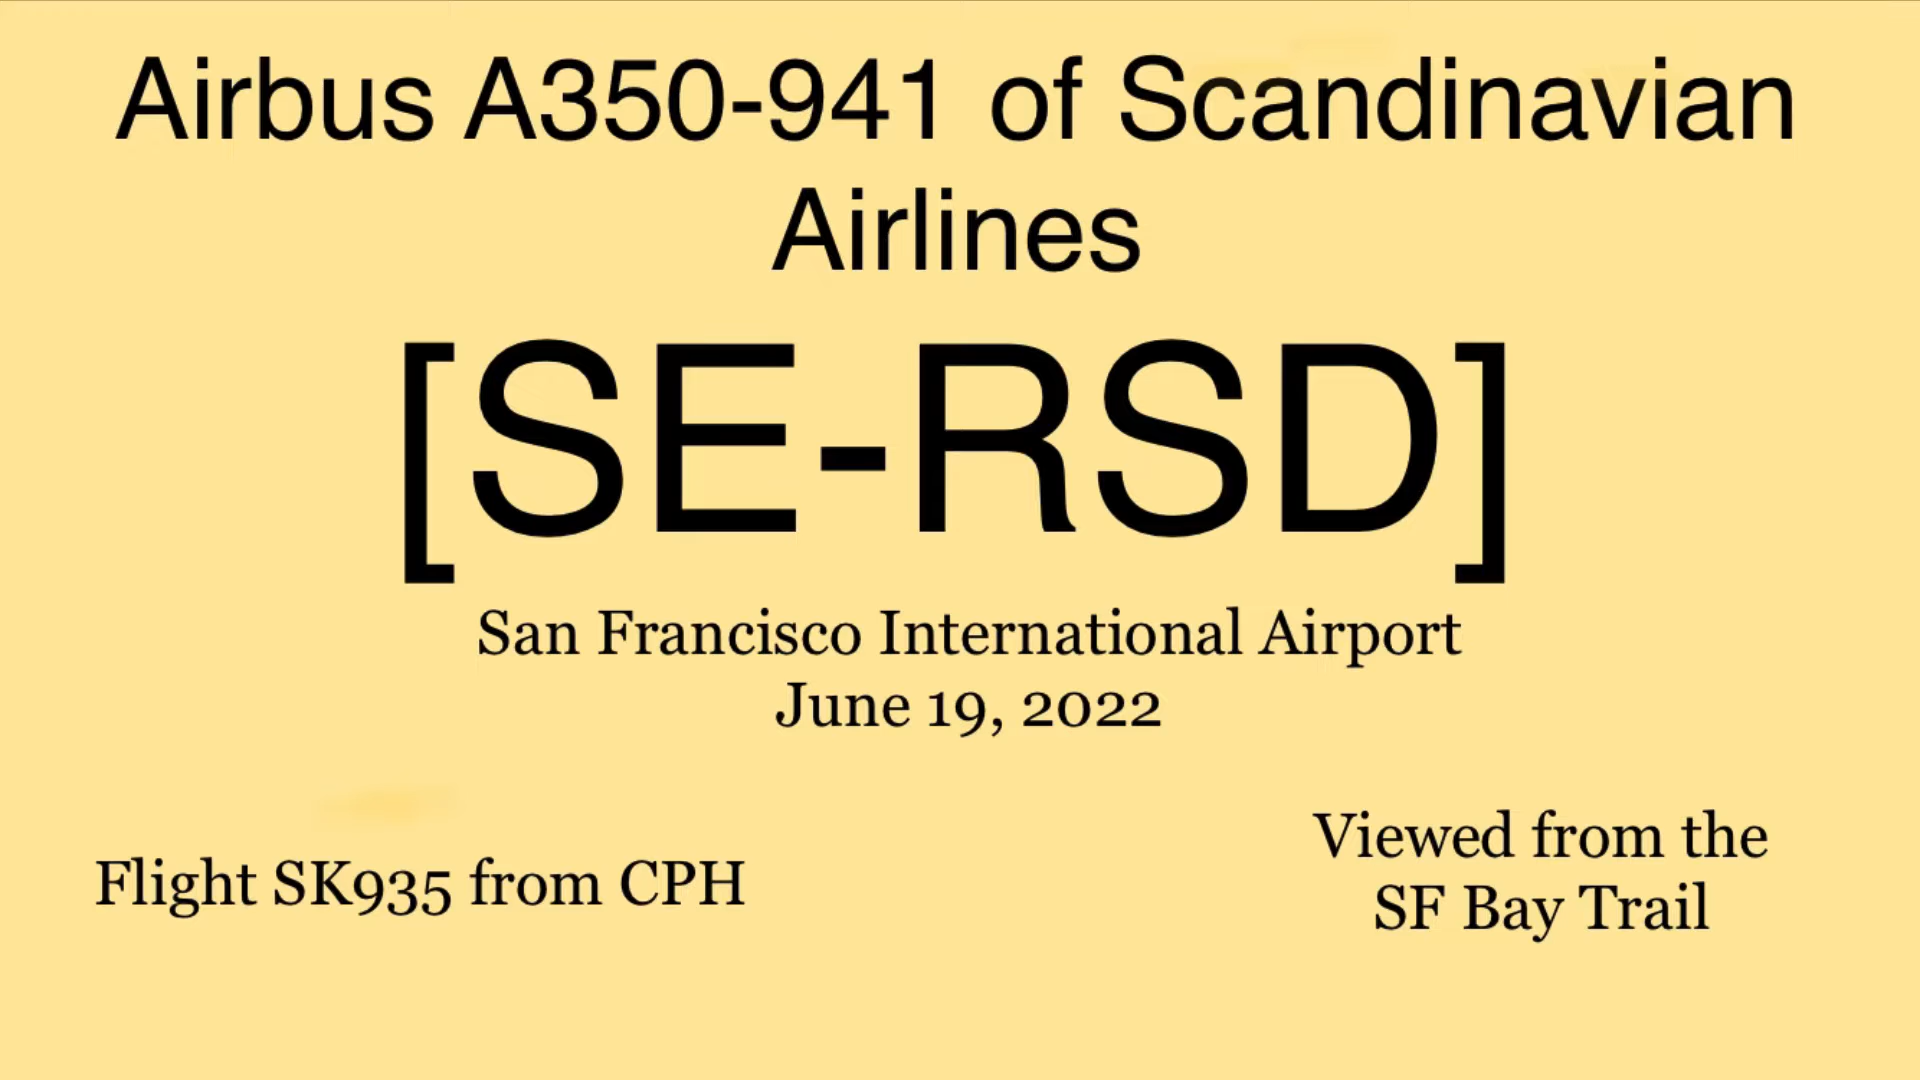 Airbus A350-941 of Scandinavian
Airlines
[SE-RSD]
San Francisco International Airport
June 19, 2022
Flight SK935 from CPH
Viewed from the
SF Bay Trail